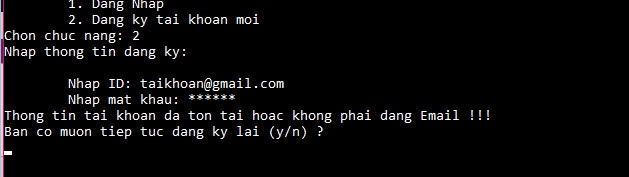 1. Dang Nhap
2. Dang ky tai khoan moi
Chon chuc nang: 2
Nhap thong tin dang ky:
Nhap ID: taikhoan@gmail.com
Nhap mat khau: ******
Thong tin tai khoan da ton tai hoac khong phai dang Email !!!
Ban co muon tiep tuc dang ky lai (y/n) ?